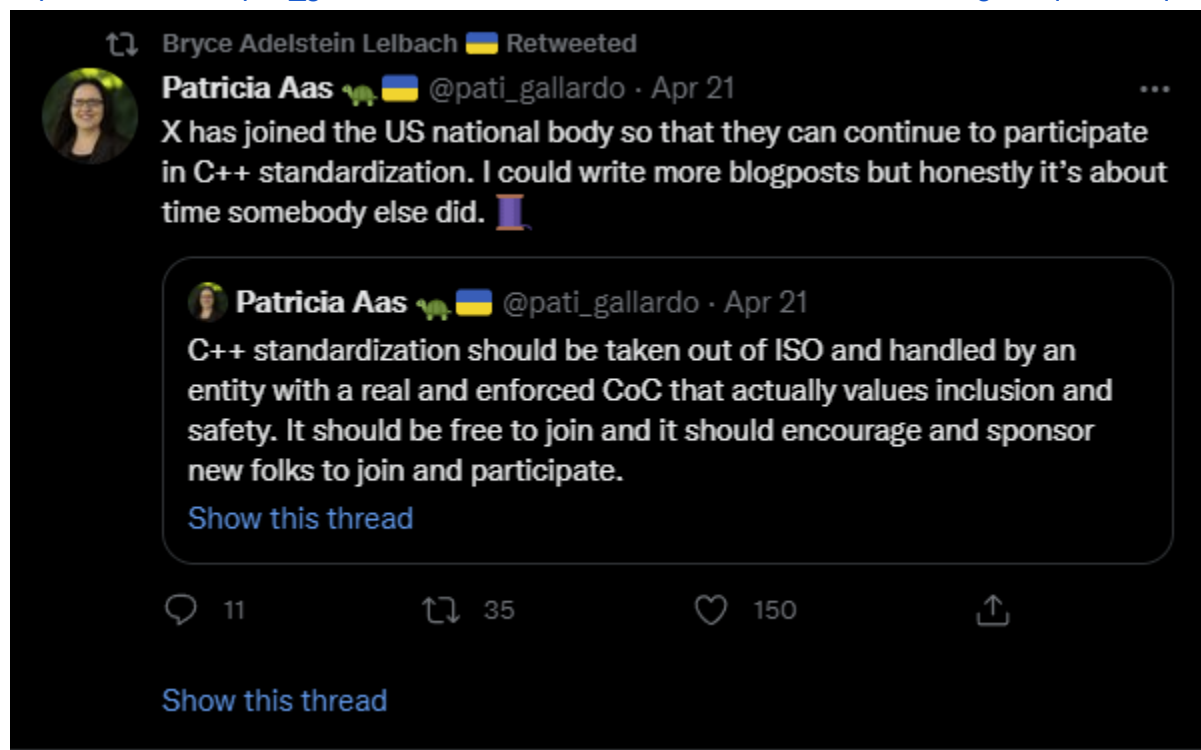 Bryce Adelstein Lelbach 🇺🇦 Retweeted
Patricia Aas 🐢🇺🇦 @pati_gallardo · Apr 21
X has joined the US national body so that they can continue to participate
in C++ standardization. I could write more blogposts but honestly it’s about
time somebody else did. 🧵
Patricia Aas 🐢🇺🇦 @pati_gallardo · Apr 21
C++ standardization should be taken out of ISO and handled by an
entity with a real and enforced CoC that actually values inclusion and
safety. It should be free to join and it should encourage and sponsor
new folks to join and participate.
Show this thread
11 35 150
Show this thread